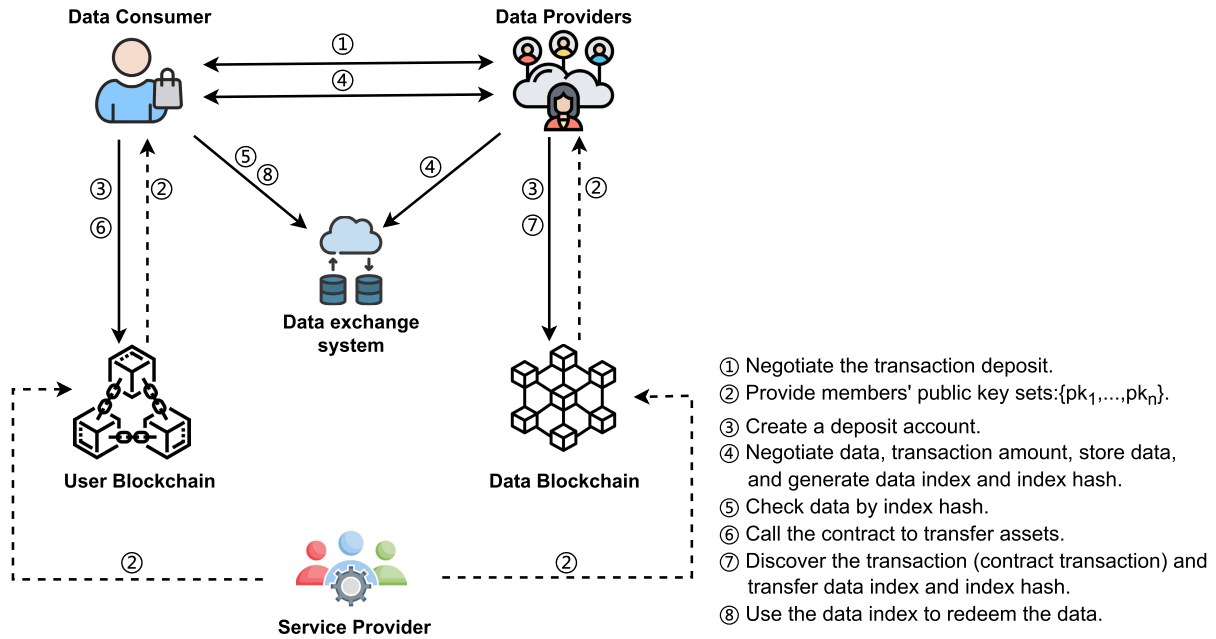 Data Consumer
Data Providers
①
④
③
⑥
②
⑤
⑧
④
③
⑦
②
Data exchange
system
User Blockchain
Data Blockchain
②
②
Service Provider
① Negotiate the transaction deposit.
② Provide members' public key sets:{pk1,...,pkn}.
③ Create a deposit account.
④ Negotiate data, transaction amount, store data,
and generate data index and index hash.
⑤ Check data by index hash.
⑥ Call the contract to transfer assets.
⑦ Discover the transaction (contract transaction) and
transfer data index and index hash.
⑧ Use the data index to redeem the data.